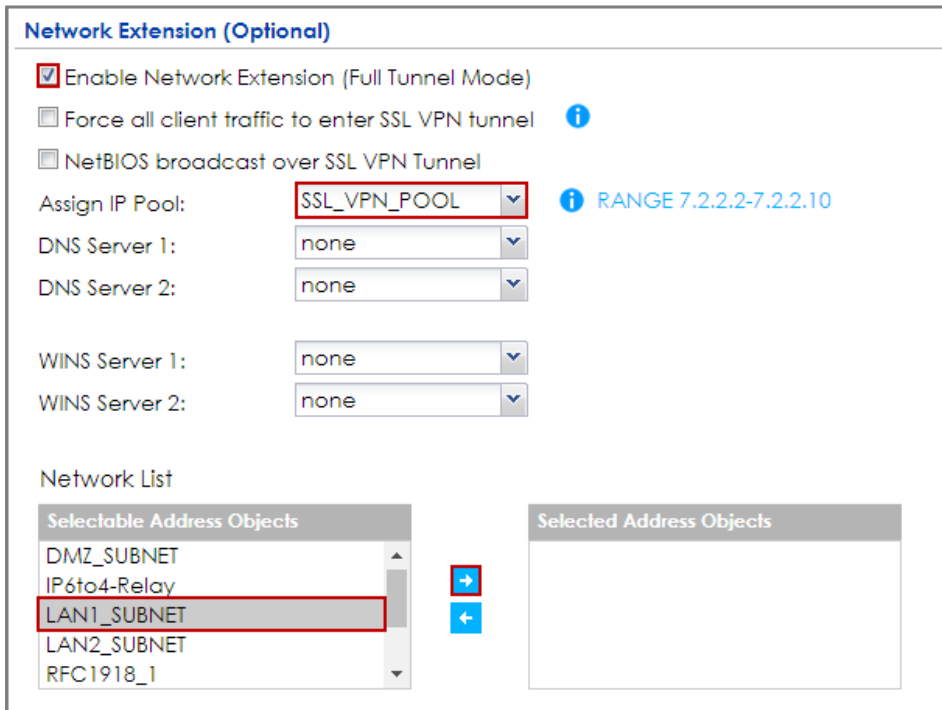 Network Extension (Optional)
Enable Network Extension (Full Tunnel Mode)
Force all client traffic to enter SSL VPN tunnel i
NetBIOS broadcast over SSL VPN Tunnel
Assign IP Pool: SSL_VPN_POOL i RANGE 7.2.2.2-7.2.2.10
DNS Server 1: none
DNS Server 2: none
WINS Server 1: none
WINS Server 2: none
Network List
Selectable Address Objects Selected Address Objects
DMZ_SUBNET
IP6to4-Relay
LAN1_SUBNET
LAN2_SUBNET
RFC1918_1